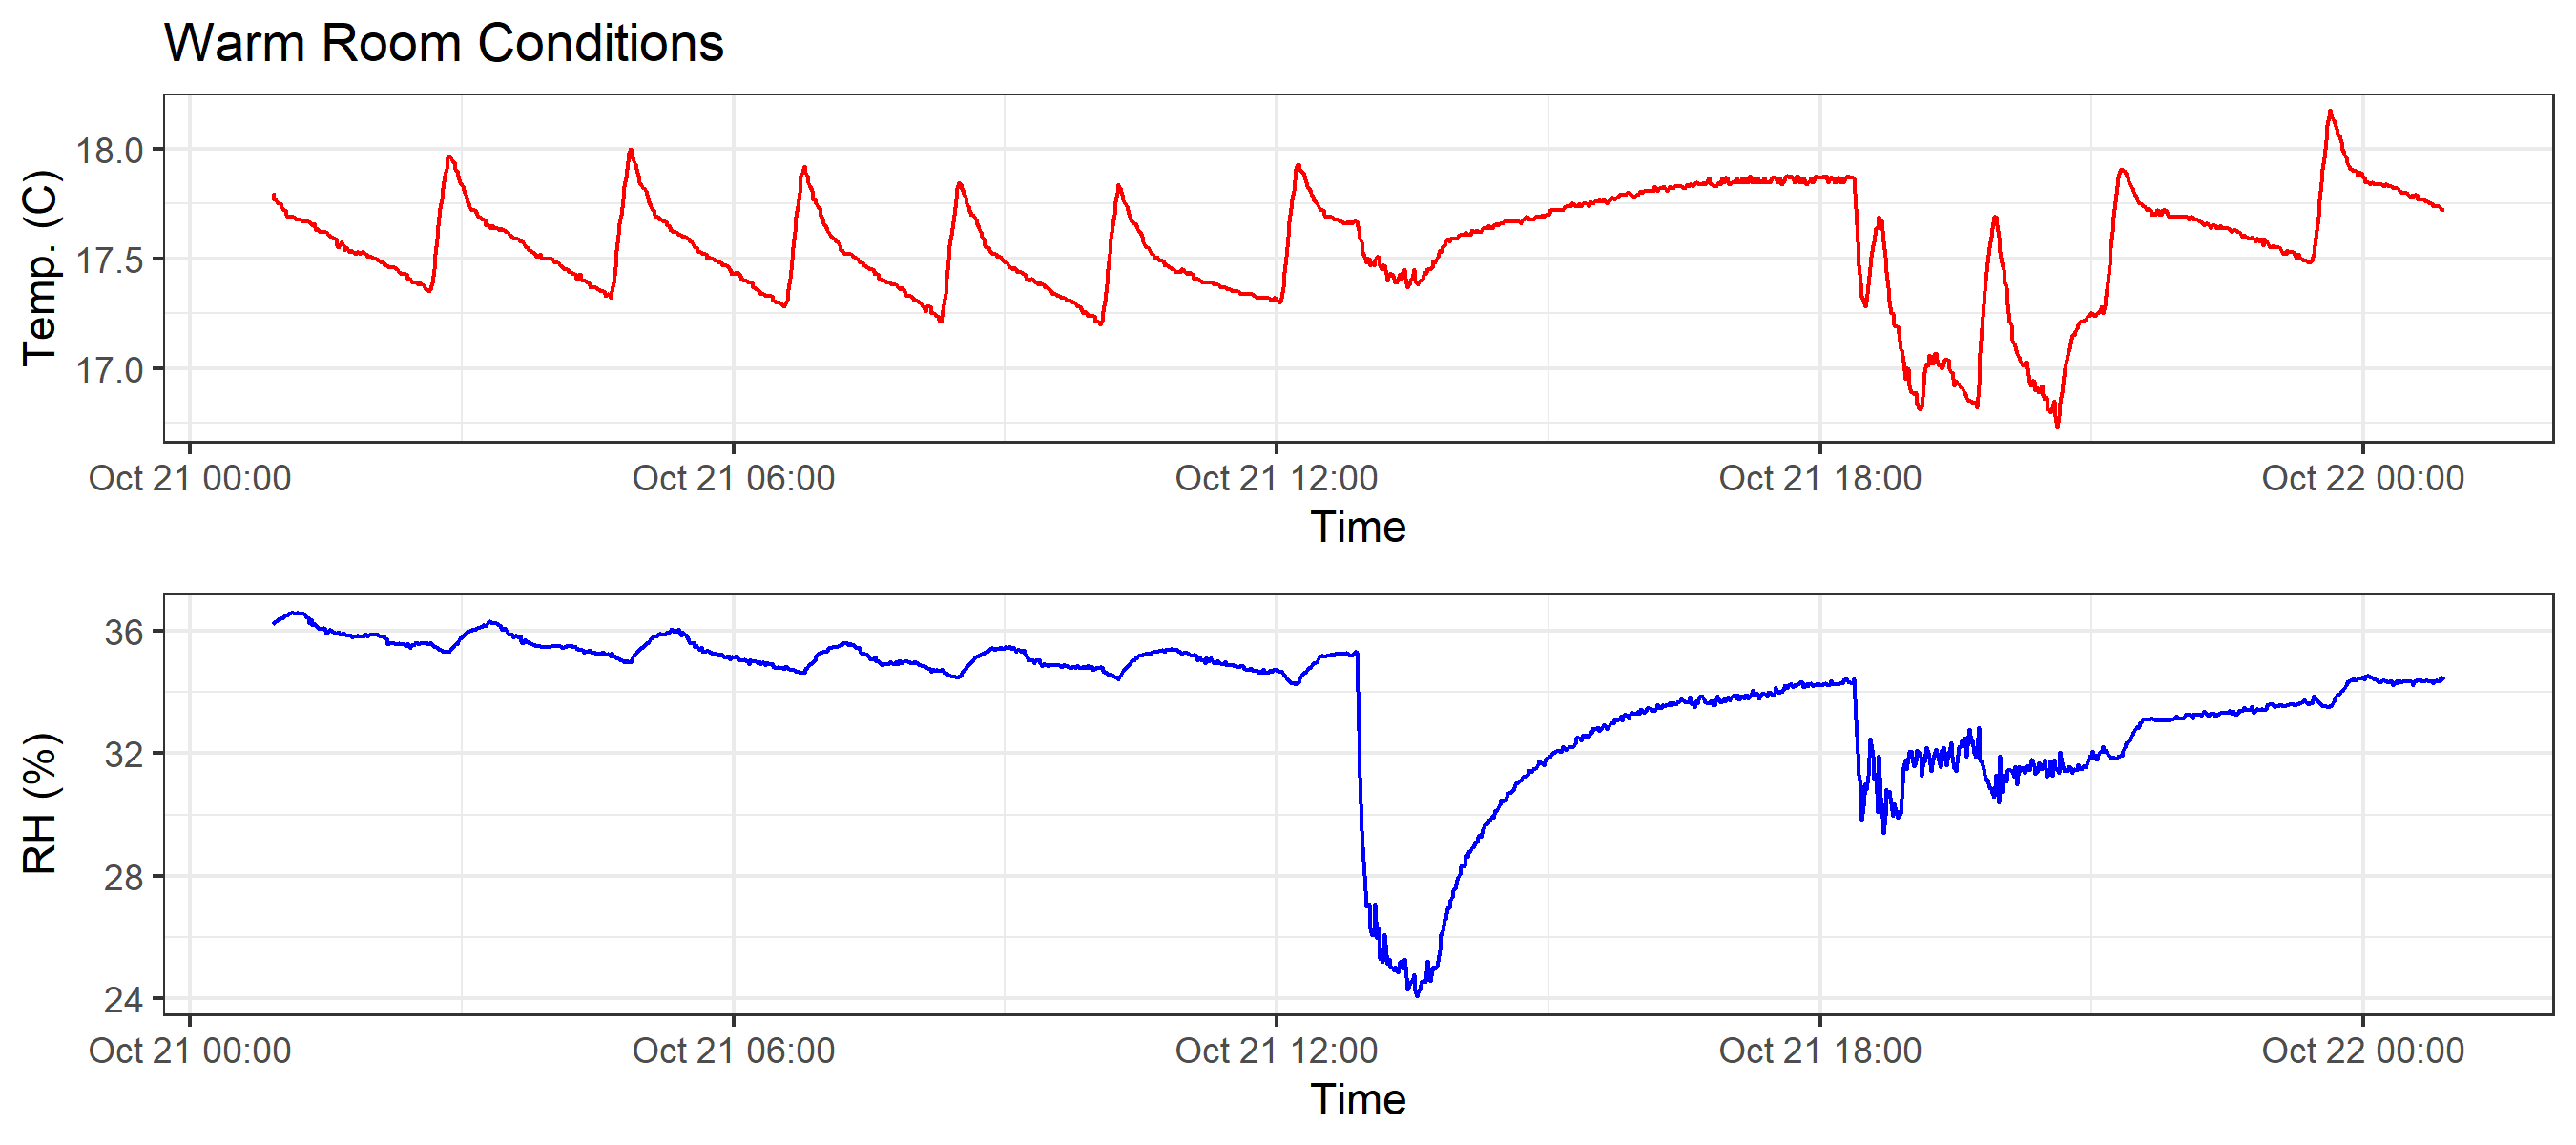 Warm Room Conditions
Temp. (C)
18.0
17.5
17.0
Oct 21 00:00 Oct 21 06:00 Oct 21 12:00 Oct 21 18:00 Oct 22 00:00
Time
RH (%)
36
32
28
24
Oct 21 00:00 Oct 21 06:00 Oct 21 12:00 Oct 21 18:00 Oct 22 00:00
Time